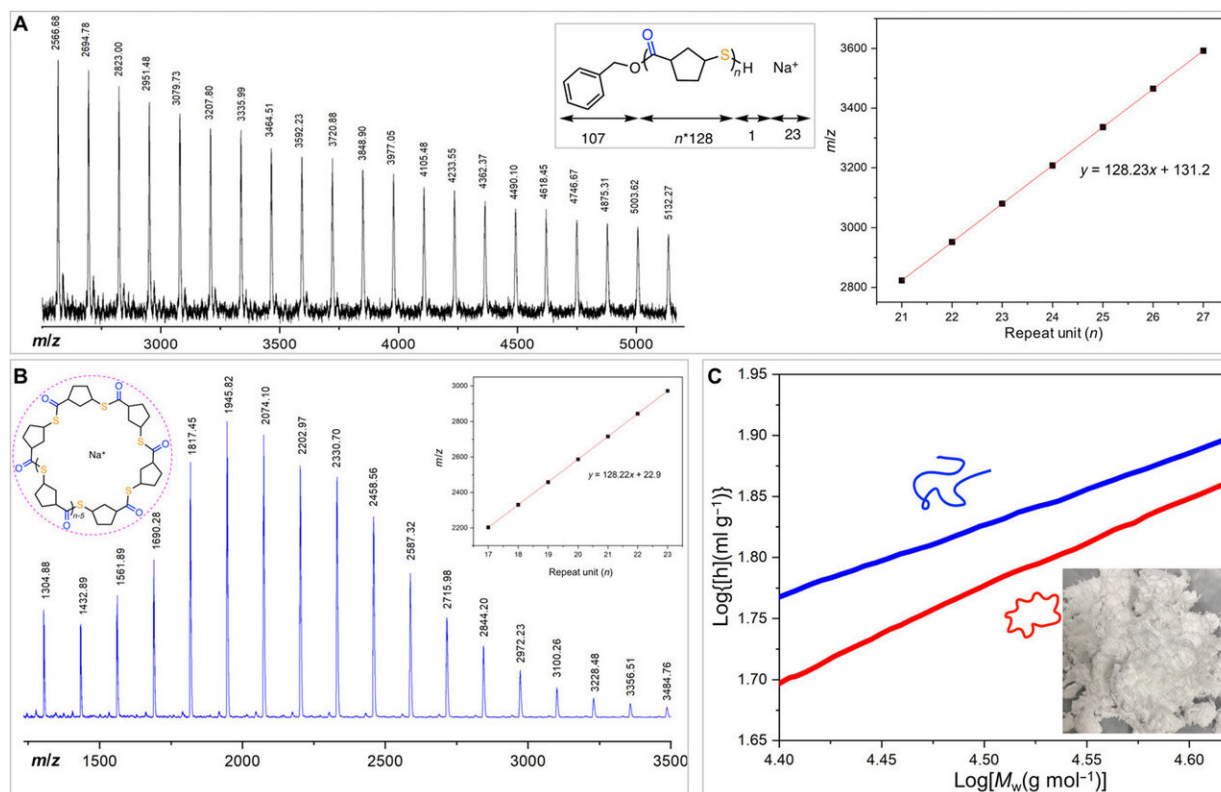 A
2566.68
2694.78
2823.00
2951.48
3079.73
3207.80
3335.99
3464.51
3592.23
3720.88
3848.90
3977.05
4105.48
4233.55
4362.37
4490.10
4618.45
4746.67
4875.31
5003.62
5132.27
m/z
3000
3500
4000
4500
5000
O
O
S
n
H
Na⁺
107
n*128
1
23
m/z
3600
3400
3200
3000
2800
y = 128.23x + 131.2
21 22 23 24 25 26 27
Repeat unit (n)
B
O
S
O
S
O
S
O
S
O
S
O
S
O
n-5
Na⁺
1304.88
1432.89
1561.89
1690.28
1817.45
1945.82
2074.10
2202.97
2330.70
2458.56
2587.32
2715.98
2844.20
2972.23
3100.26
3228.48
3356.51
3484.76
m/z
1500
2000
2500
3000
3500
m/z
3000
2800
2600
2400
2200
y = 128.22x + 22.9
17 18 19 20 21 22 23
Repeat unit (n)
C
Log{[h](ml g⁻¹)}
1.95
1.90
1.85
1.80
1.75
1.70
1.65
4.40
4.45
4.50
4.55
4.60
Log[Mw(g mol⁻¹)]